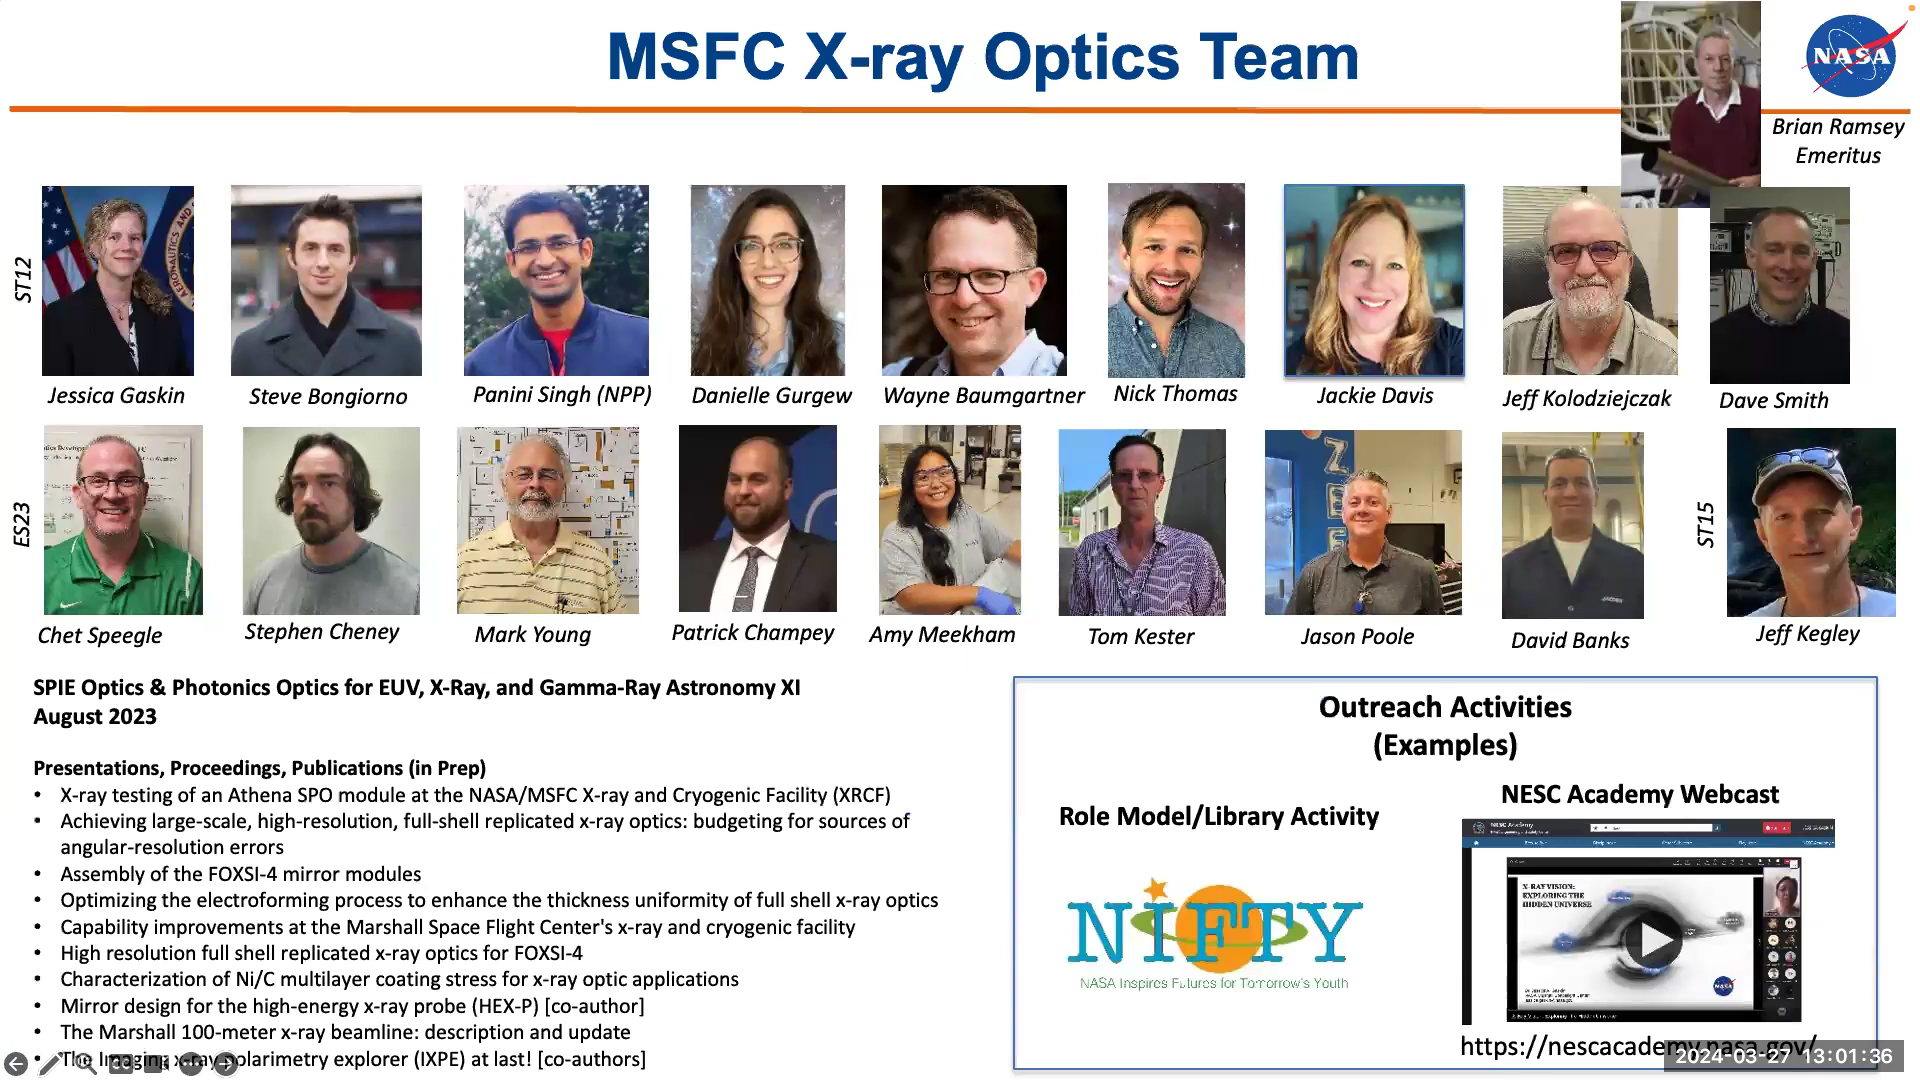 MSFC X-ray Optics Team
NASA
Brian Ramsey
Emeritus
ST12
Jessica Gaskin
Steve Bongiorno
Panini Singh (NPP)
Danielle Gurgew
Wayne Baumgartner
Nick Thomas
Jackie Davis
Jeff Kolodziejczak
Dave Smith
ES23
Chet Speegle
Stephen Cheney
Mark Young
Patrick Champey
Amy Meekham
Tom Kester
Jason Poole
David Banks
ST15
Jeff Kegley
SPIE Optics & Photonics Optics for EUV, X-Ray, and Gamma-Ray Astronomy XI
August 2023
Presentations, Proceedings, Publications (in Prep)
• X-ray testing of an Athena SPO module at the NASA/MSFC X-ray and Cryogenic Facility (XRCF)
• Achieving large-scale, high-resolution, full-shell replicated x-ray optics: budgeting for sources of
angular-resolution errors
• Assembly of the FOXSI-4 mirror modules
• Optimizing the electroforming process to enhance the thickness uniformity of full shell x-ray optics
• Capability improvements at the Marshall Space Flight Center's x-ray and cryogenic facility
• High resolution full shell replicated x-ray optics for FOXSI-4
• Characterization of Ni/C multilayer coating stress for x-ray optic applications
• Mirror design for the high-energy x-ray probe (HEX-P) [co-author]
• The Marshall 100-meter x-ray beamline: description and update
• The Imaging x-ray polarimetry explorer (IXPE) at last! [co-authors]
Outreach Activities
(Examples)
Role Model/Library Activity
NIFTY
NASA Inspires Futures for Tomorrow's Youth
NESC Academy Webcast
NESC Academy
X-RAY VISION:
EXPLORING THE
HIDDEN UNIVERSE
NASA
https://nescacademy.nasa.gov/
2024-03-27 13:01:36